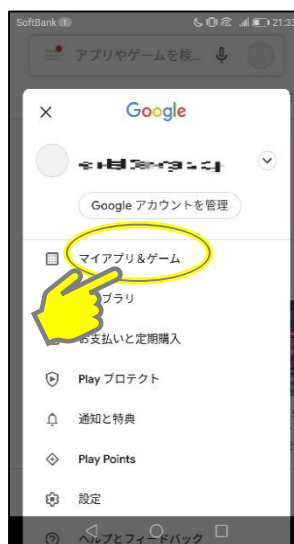 SoftBank 1 21:33
アプリやゲームを検...
Google
Google アカウントを管理
マイアプリ&ゲーム
ブラリ
お支払いと定期購入
Play プロテクト
通知と特典
Play Points
設定
ヘルプとフィードバック